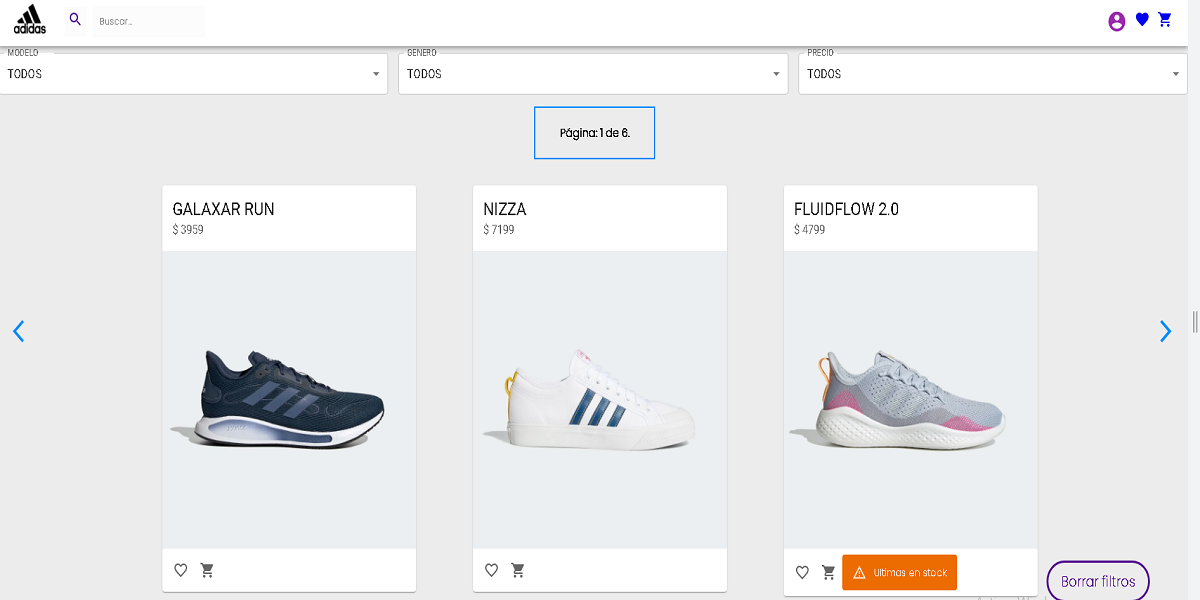 adidas
Buscar...
MODELO
TODOS
GENERO
TODOS
PRECIO
TODOS
Página: 1 de 6.
GALAXAR RUN
$ 3959
NIZZA
$ 7199
FLUIDFLOW 2.0
$ 4799
Ultimas en stock
Borrar filtros